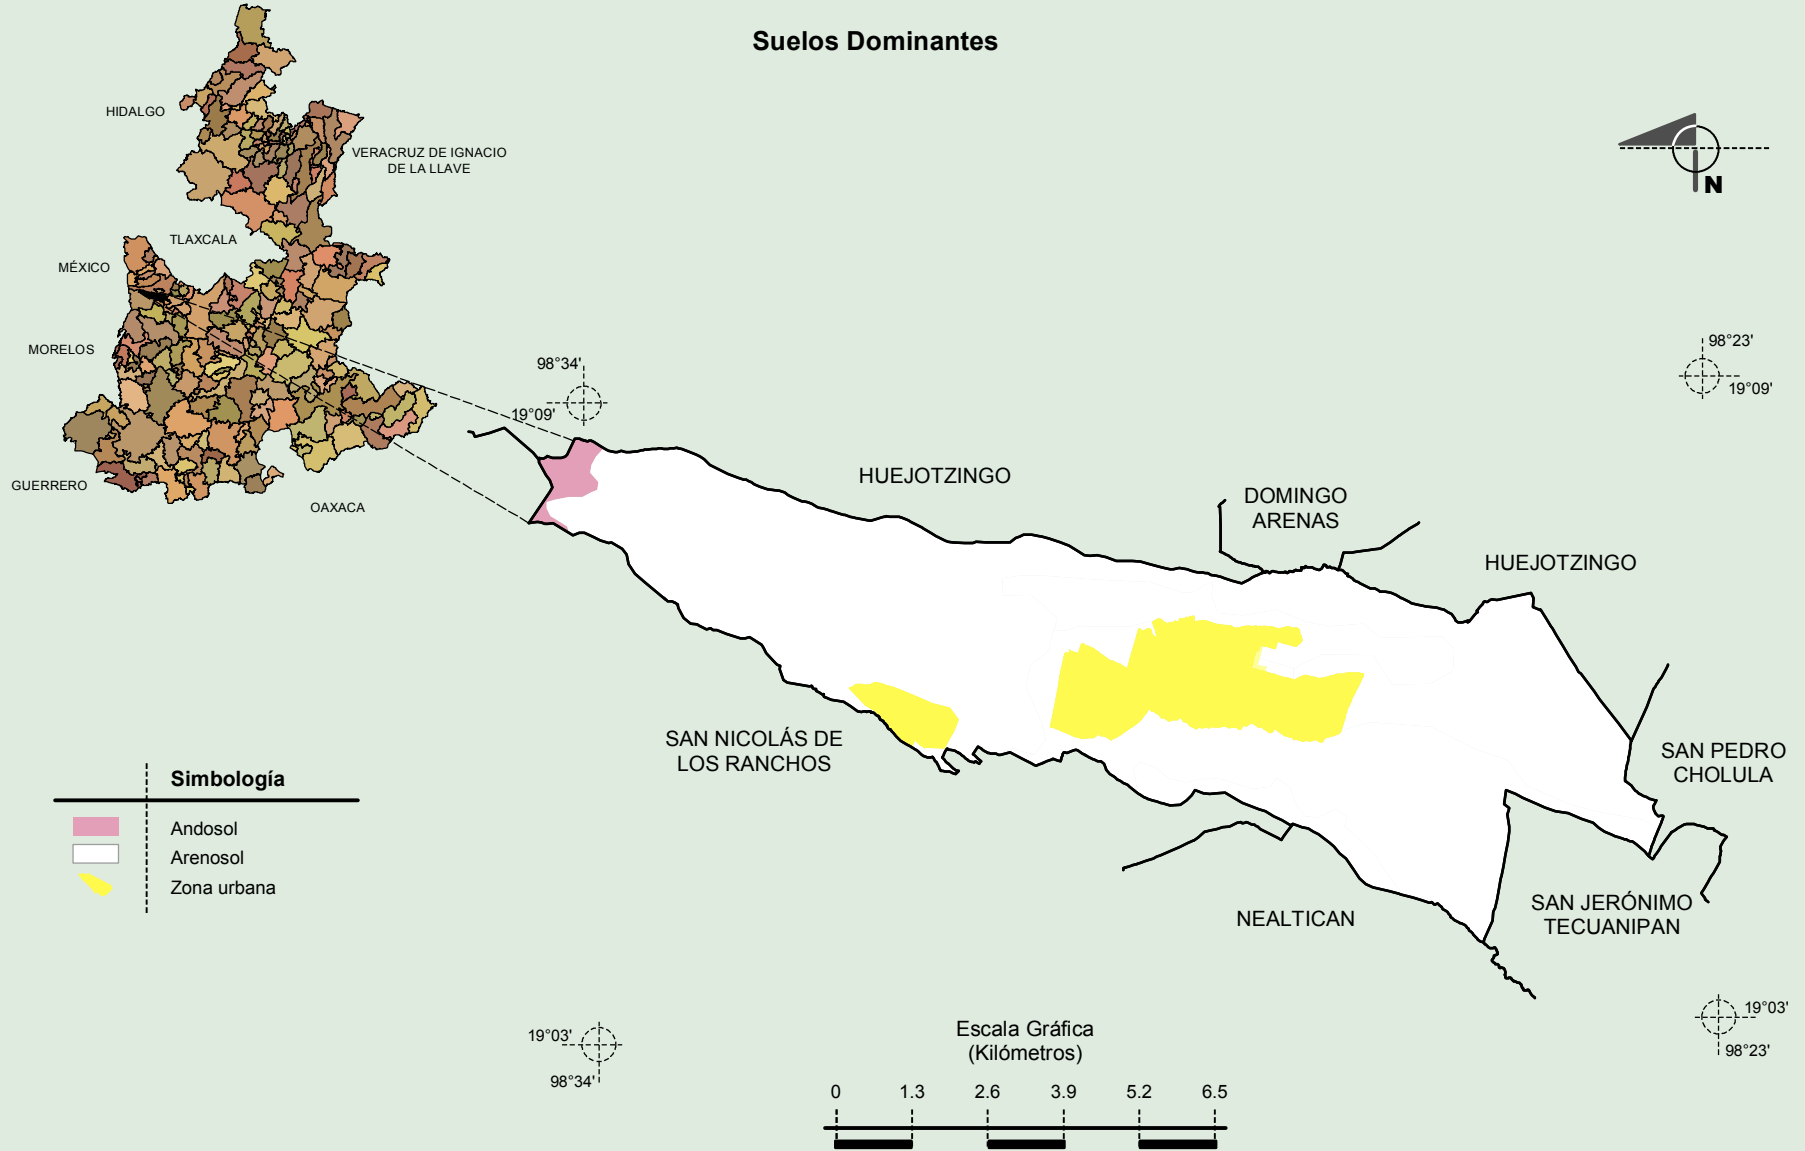 Suelos Dominantes
HIDALGO
VERACRUZ DE IGNACIO
DE LA LLAVE
TLAXCALA
MÉXICO
MORELOS
GUERRERO
OAXACA
N
98°34'
19°09'
98°23'
19°09'
HUEJOTZINGO
DOMINGO
ARENAS
HUEJOTZINGO
SAN NICOLÁS DE
LOS RANCHOS
SAN PEDRO
CHOLULA
NEALTICAN
SAN JERÓNIMO
TECUANIPAN
Simbología
Andosol
Arenosol
Zona urbana
19°03'
98°34'
19°03'
98°23'
Escala Gráfica
(Kilómetros)
0 1.3 2.6 3.9 5.2 6.5